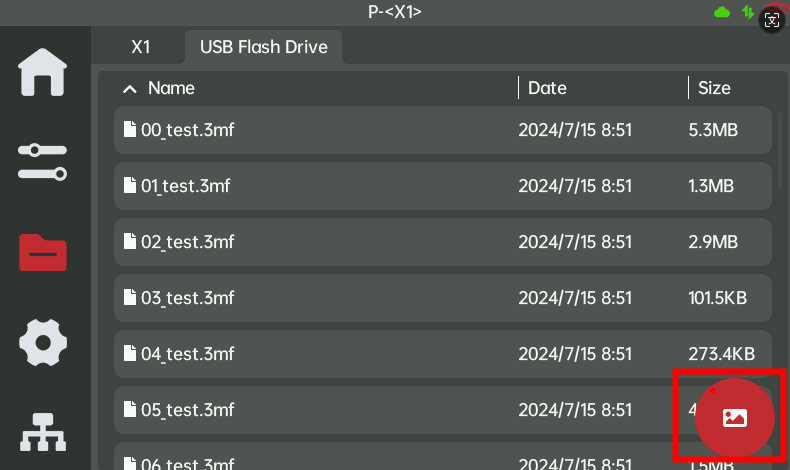 P-<X1>
X1
USB Flash Drive
Name Date Size
00_test.3mf 2024/7/15 8:51 5.3MB
01_test.3mf 2024/7/15 8:51 1.3MB
02_test.3mf 2024/7/15 8:51 2.9MB
03_test.3mf 2024/7/15 8:51 101.5KB
04_test.3mf 2024/7/15 8:51 273.4KB
05_test.3mf 2024/7/15 8:51
06_test.3mf 2024/7/15 8:51 1.5MB